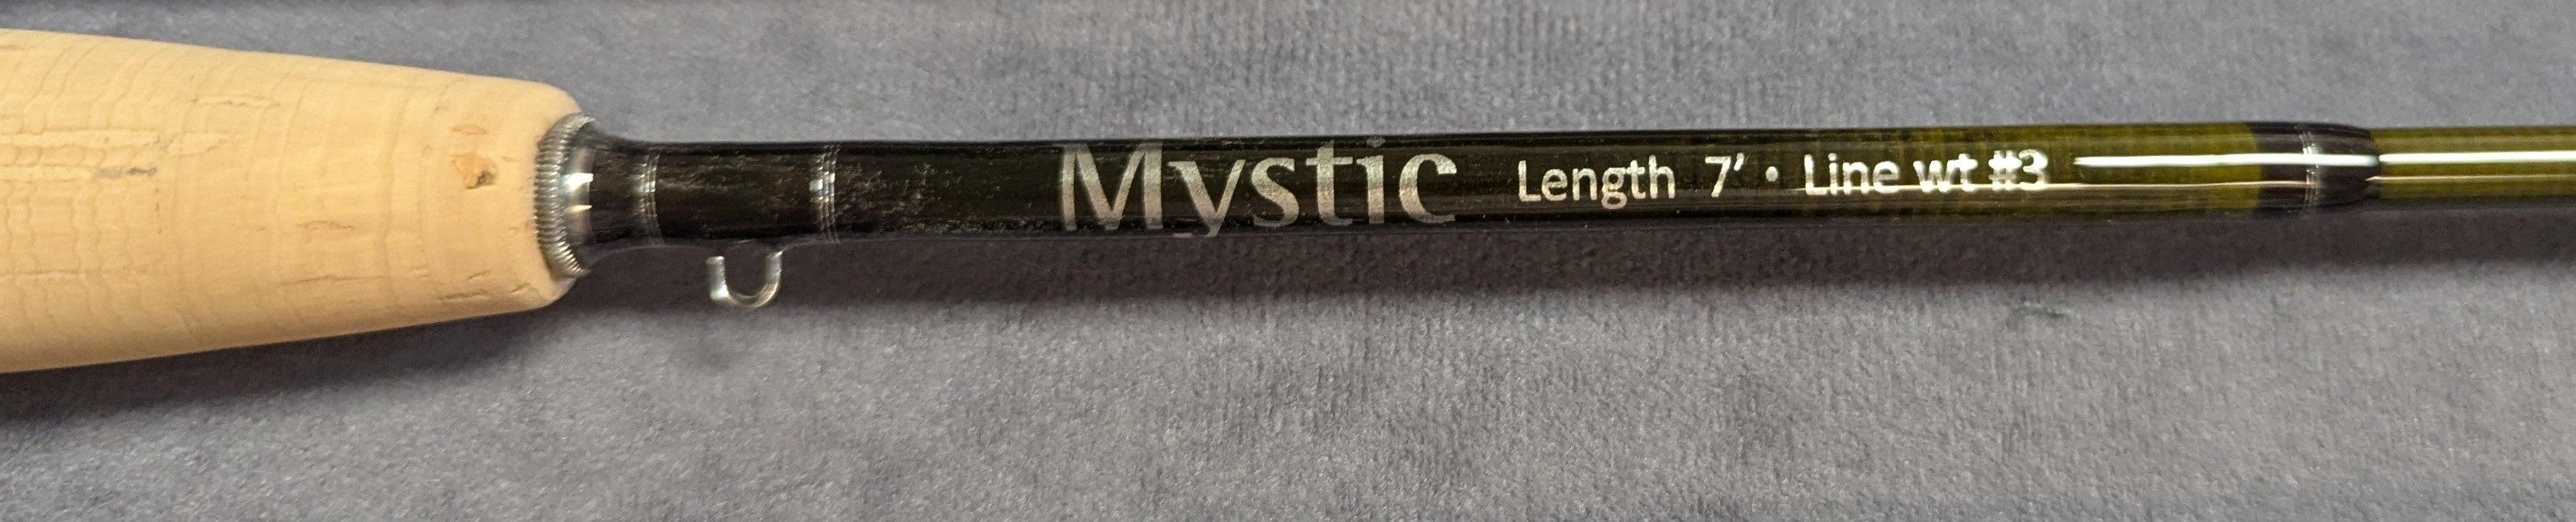 Mystic Length 7' • Line wt #3